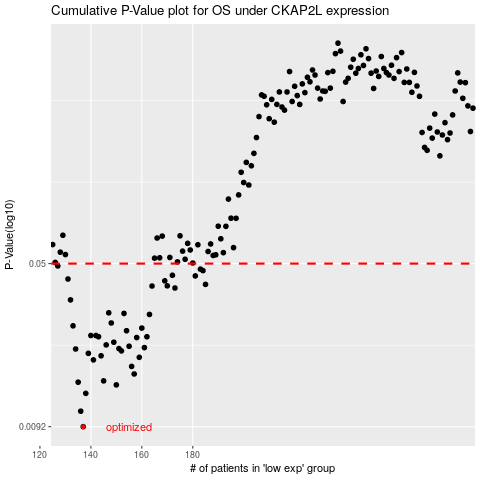 Cumulative P-Value plot for OS under CKAP2L expression
P-Value(log10)
0.05
0.0092
optimized
120 140 160 180
# of patients in 'low exp' group